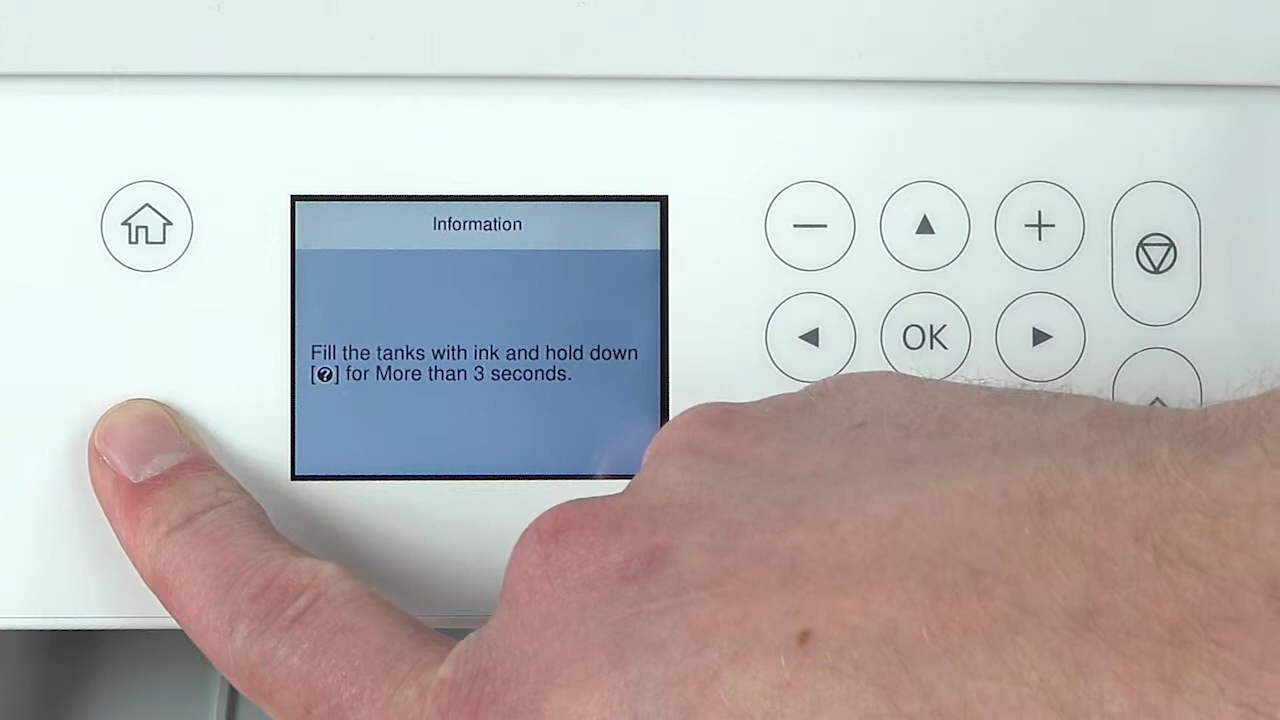 Information
Fill the tanks with ink and hold down
[?] for More than 3 seconds.
OK